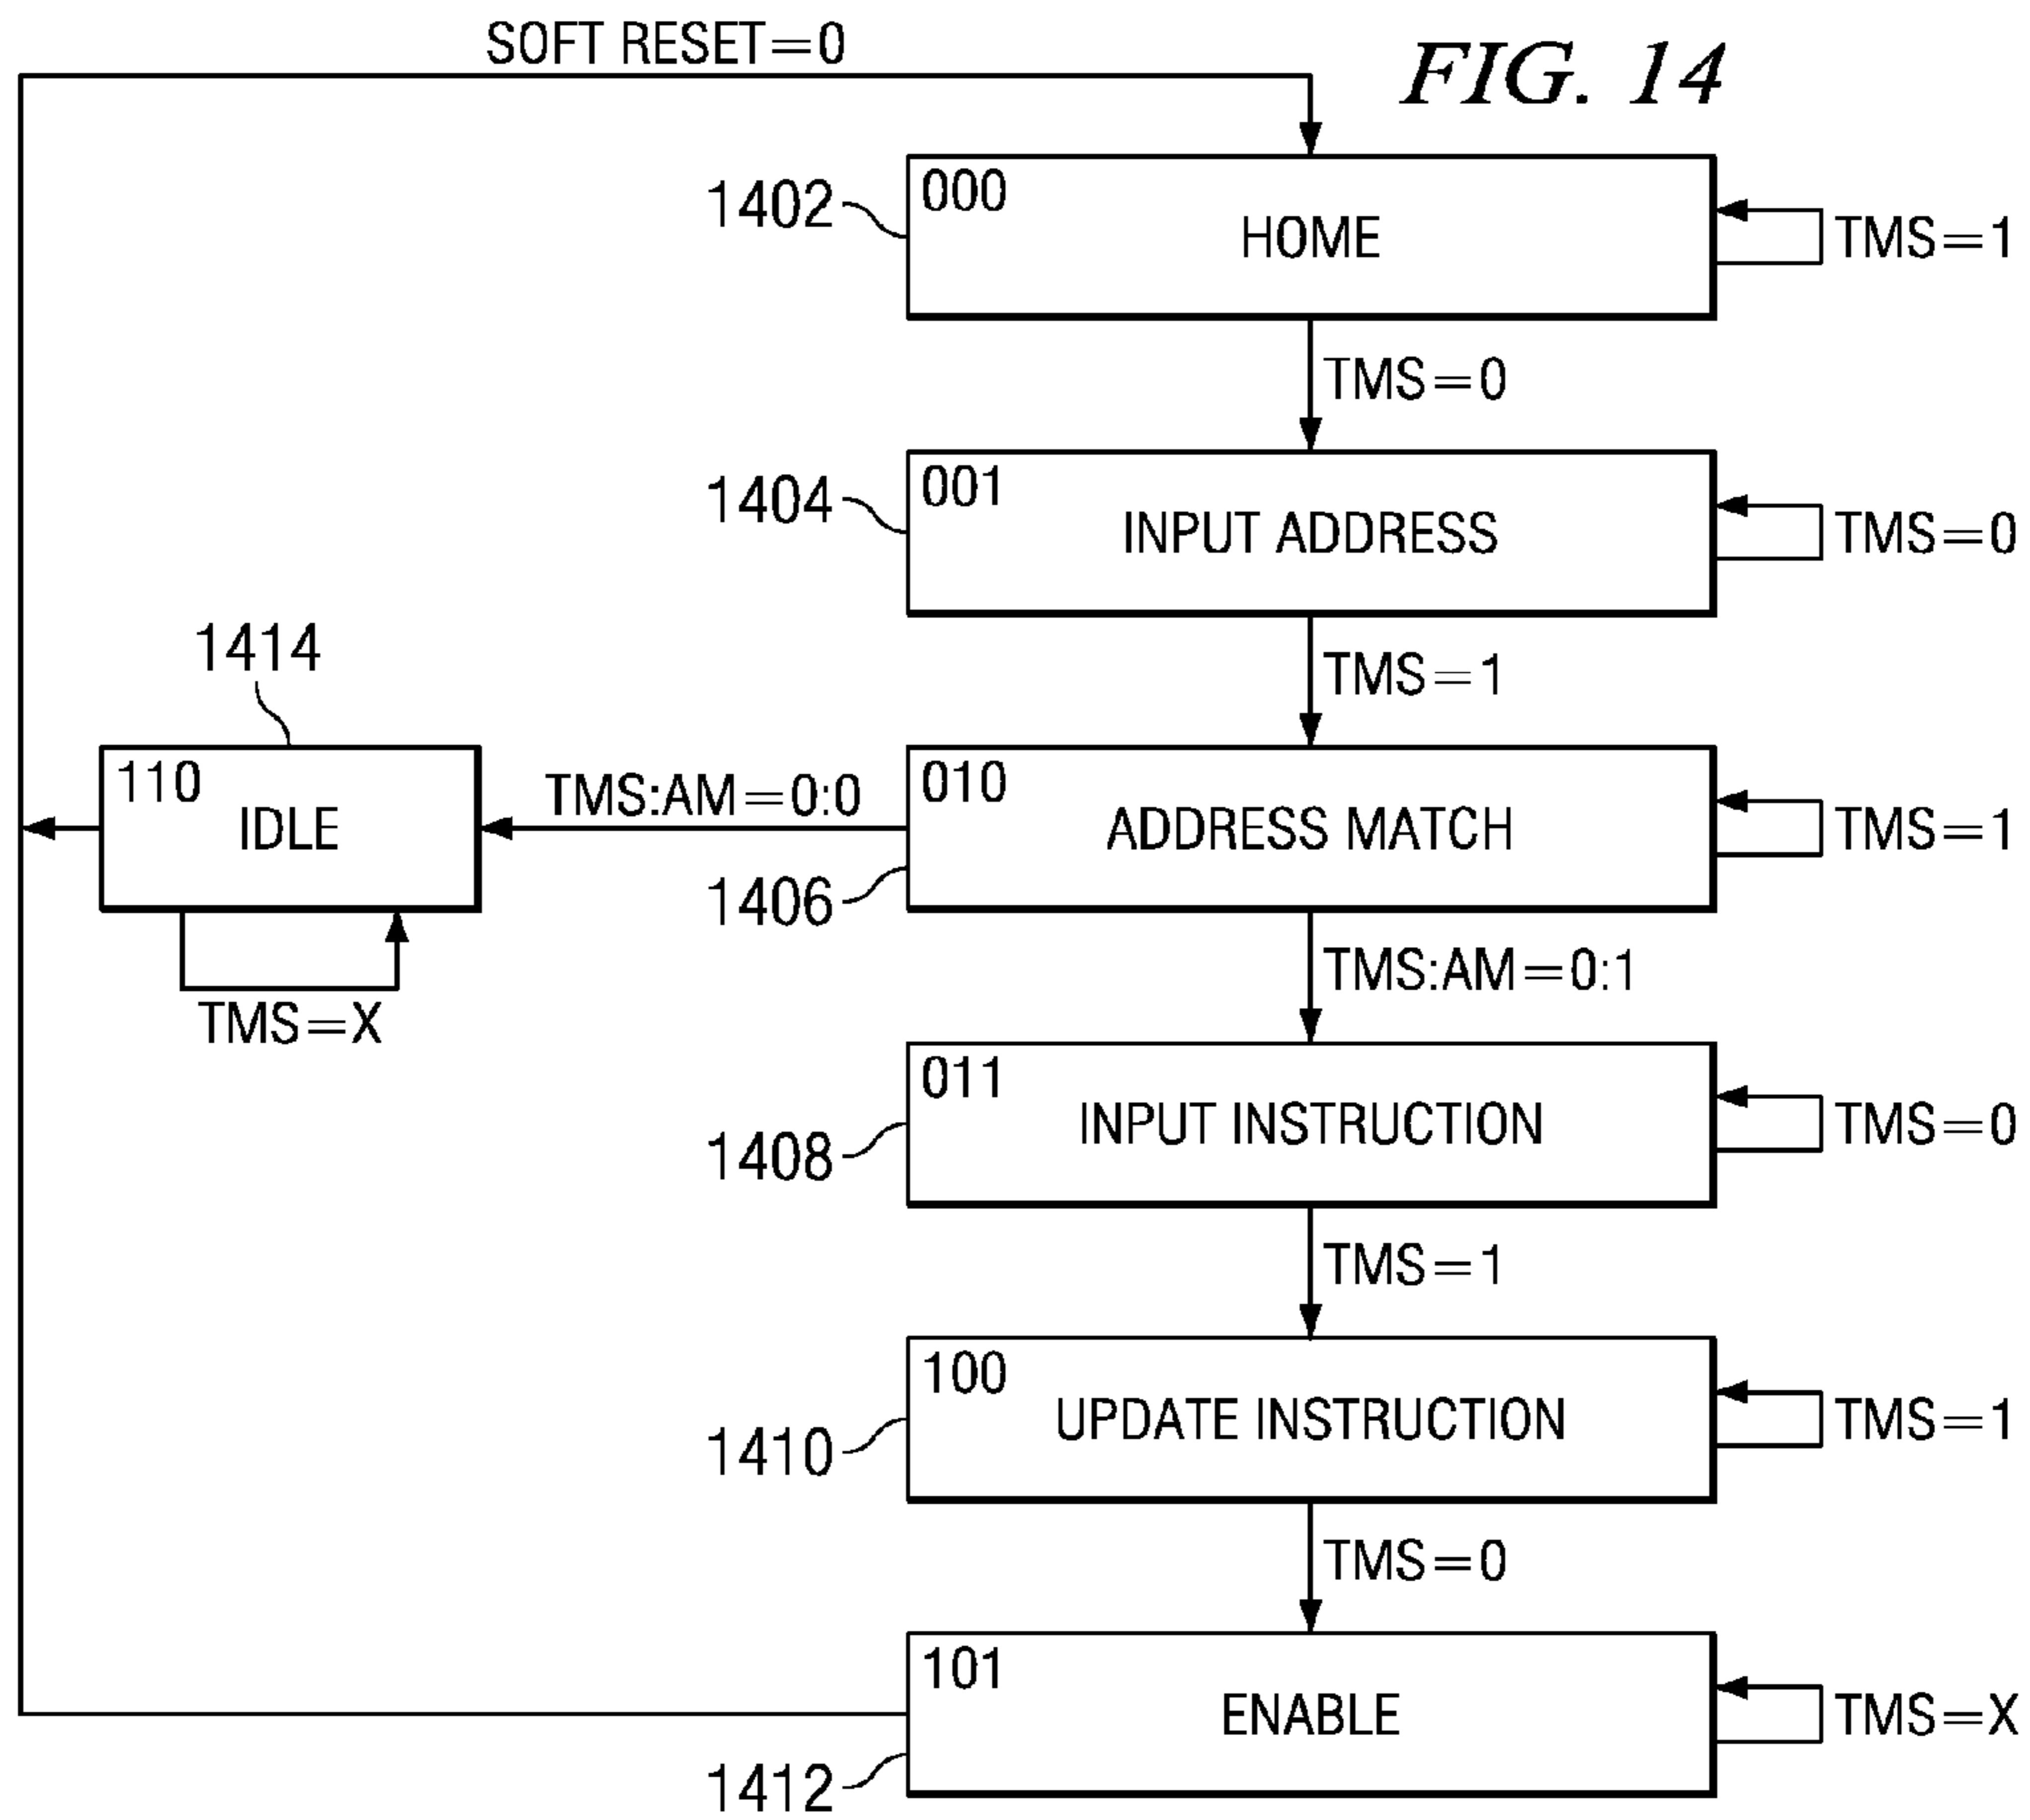 SOFT RESET=0
FIG. 14
1402
000
HOME
TMS=1
TMS=0
1404
001
INPUT ADDRESS
TMS=0
TMS=1
1414
110
IDLE
TMS=X
TMS:AM=0:0
010
ADDRESS MATCH
1406
TMS=1
TMS:AM=0:1
011
INPUT INSTRUCTION
1408
TMS=0
TMS=1
100
UPDATE INSTRUCTION
1410
TMS=1
TMS=0
101
ENABLE
1412
TMS=X